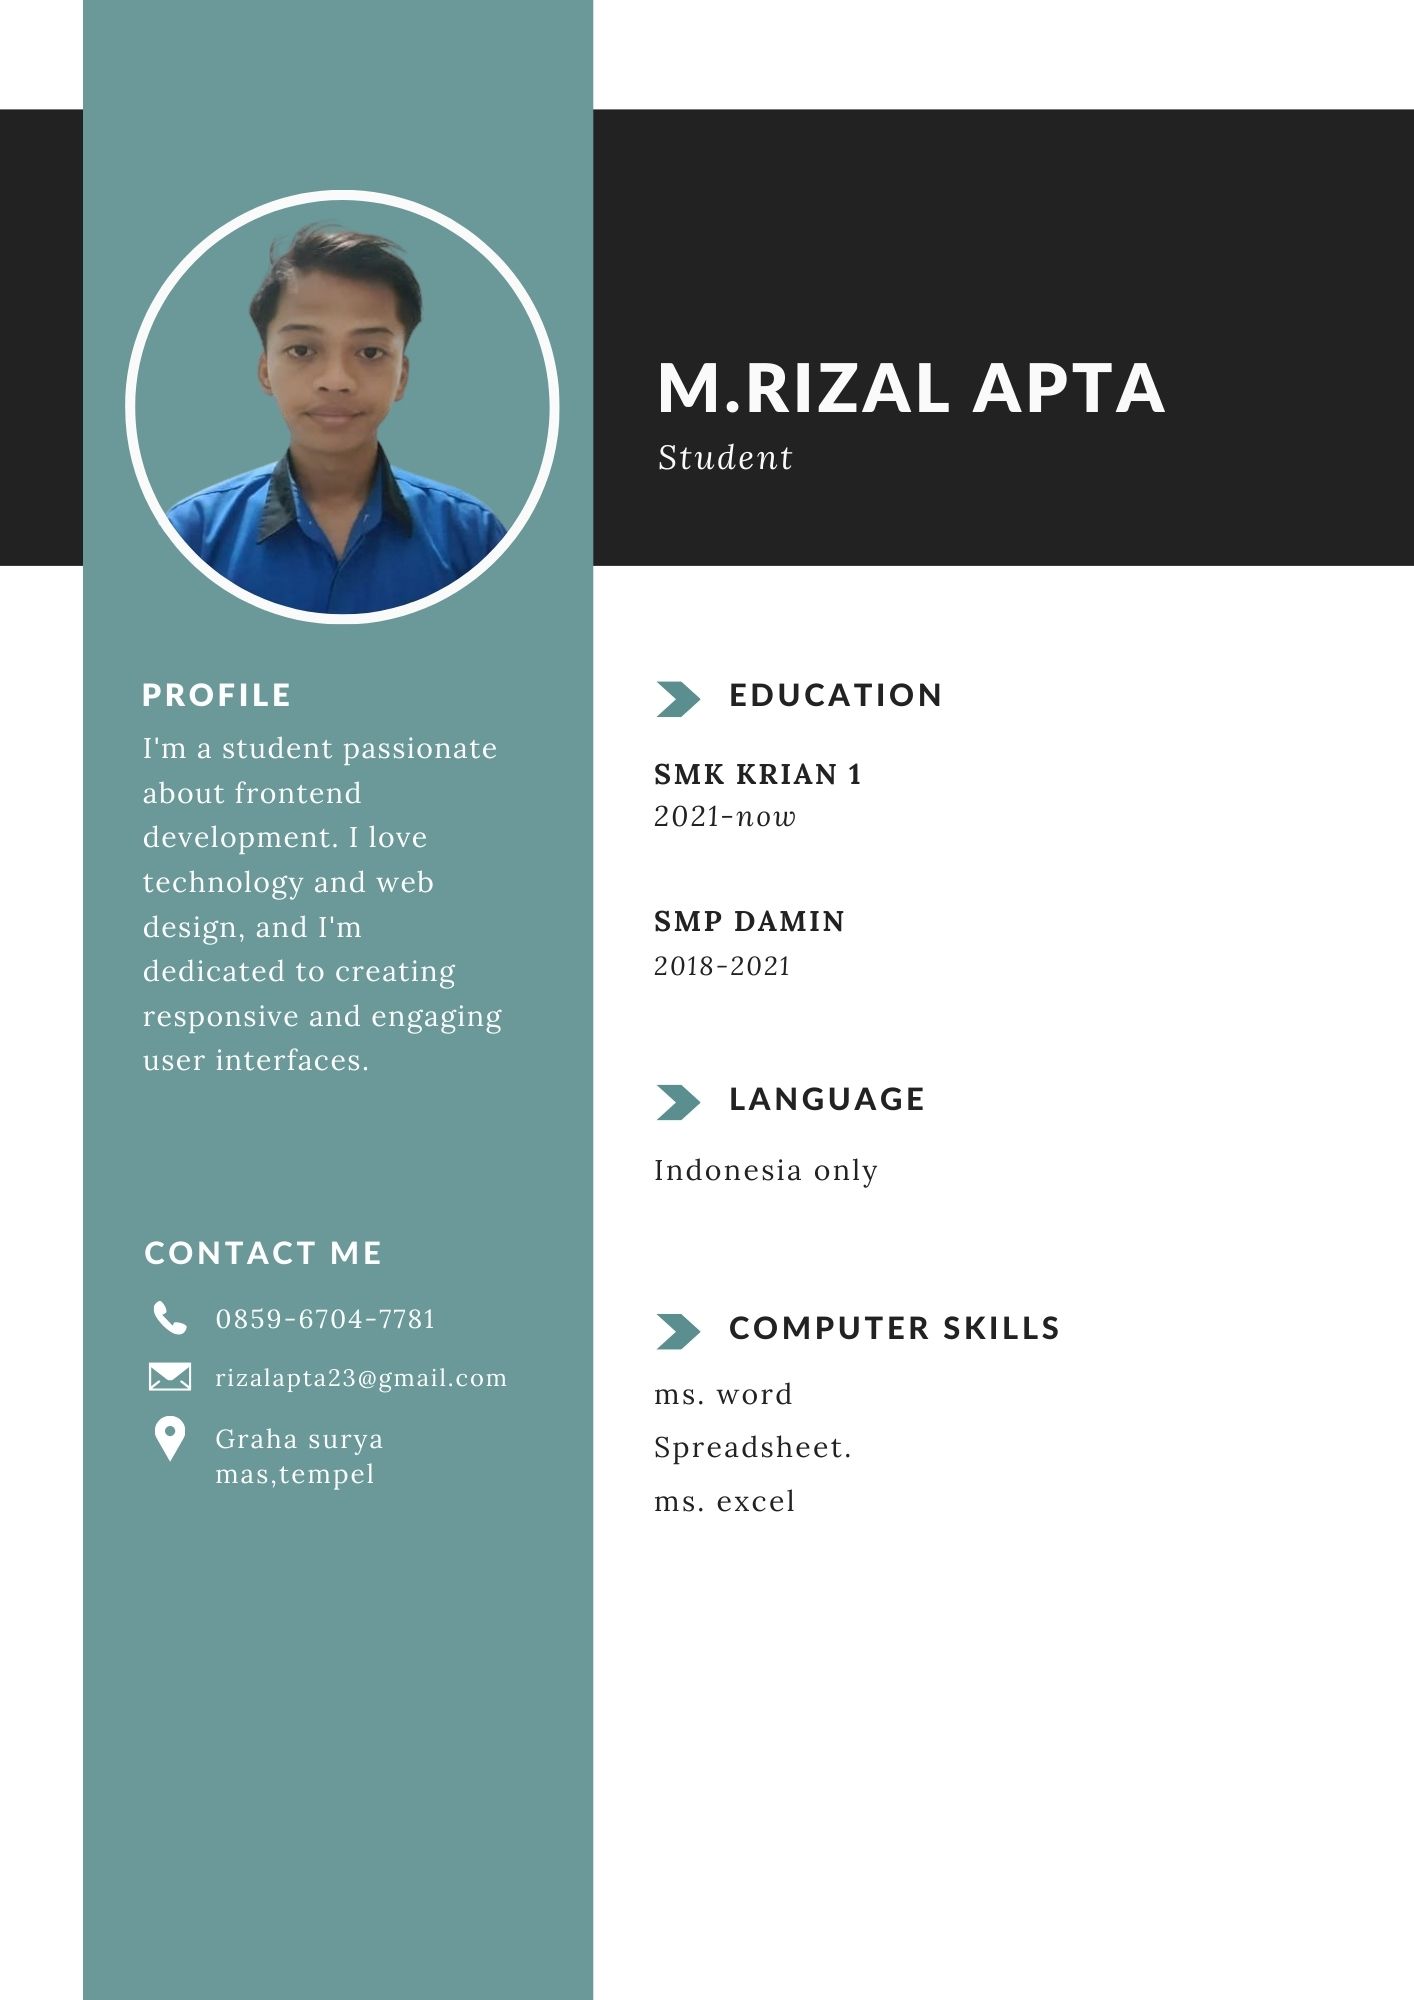 M.RIZAL APTA
Student
PROFILE
I'm a student passionate
about frontend
development. I love
technology and web
design, and I'm
dedicated to creating
responsive and engaging
user interfaces.
CONTACT ME
0859-6704-7781
rizalapta23@gmail.com
Graha surya
mas,tempel
EDUCATION
SMK KRIAN 1
2021-now
SMP DAMIN
2018-2021
LANGUAGE
Indonesia only
COMPUTER SKILLS
ms. word
Spreadsheet.
ms. excel